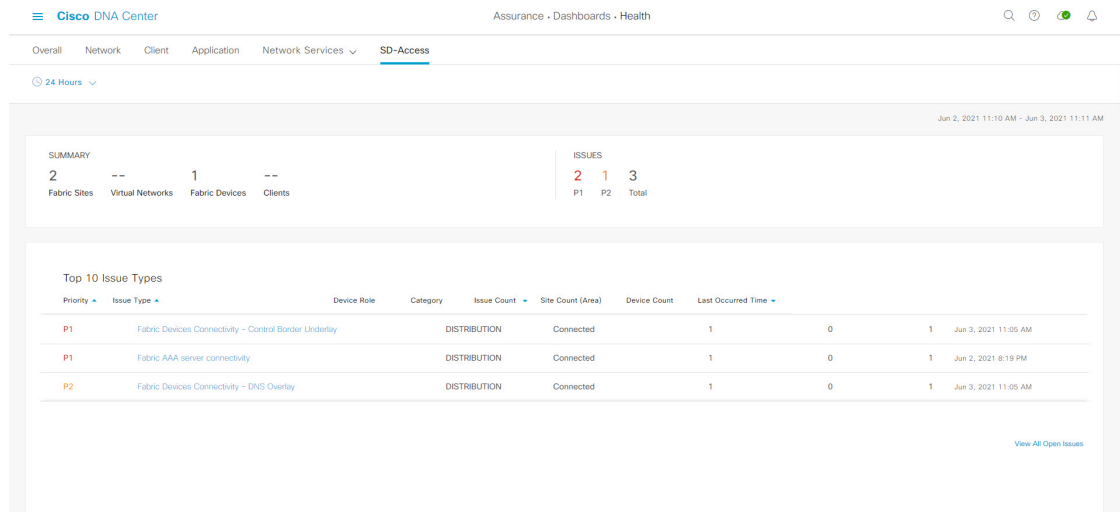 Cisco DNA Center
Assurance • Dashboards • Health
Overall Network Client Application Network Services SD-Access
24 Hours
Jun 2, 2021 11:10 AM - Jun 3, 2021 11:11 AM
SUMMARY
2 -- 1 --
Fabric Sites Virtual Networks Fabric Devices Clients
ISSUES
2 1 3
P1 P2 Total
Top 10 Issue Types
Priority Issue Type Device Role Category Issue Count Site Count (Area) Device Count Last Occurred Time
P1 Fabric Devices Connectivity - Control Border Underlay DISTRIBUTION Connected 1 0 1 Jun 3, 2021 11:05 AM
P1 Fabric AAA server connectivity DISTRIBUTION Connected 1 0 1 Jun 2, 2021 8:19 PM
P2 Fabric Devices Connectivity - DNS Overlay DISTRIBUTION Connected 1 0 1 Jun 3, 2021 11:05 AM
View All Open Issues